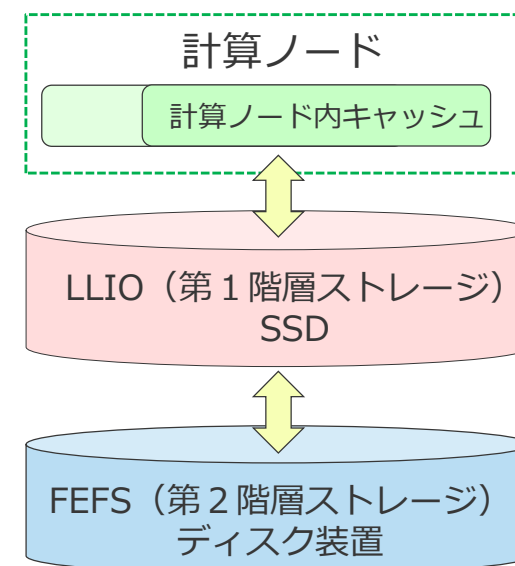 計算ノード
計算ノード内キャッシュ
LLIO（第１階層ストレージ）
SSD
FEFS（第２階層ストレージ）
ディスク装置